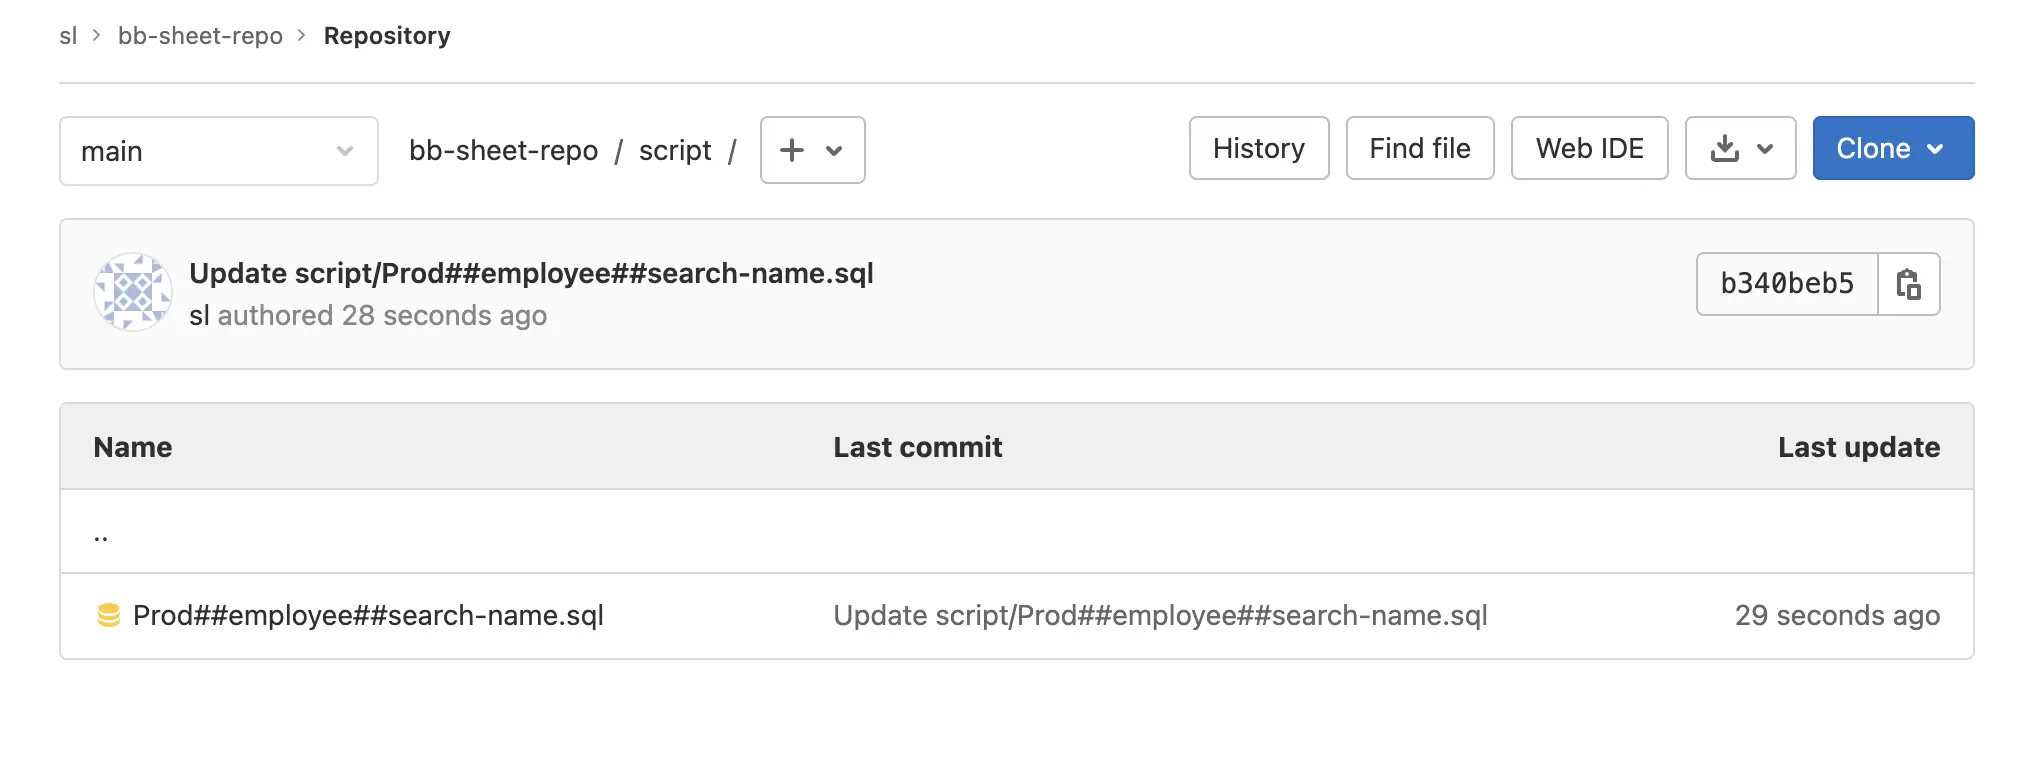 sl > bb-sheet-repo > Repository
main bb-sheet-repo / script / + History Find file Web IDE Clone
Update script/Prod##employee##search-name.sql
sl authored 28 seconds ago
b340beb5
Name Last commit Last update
..
Prod##employee##search-name.sql Update script/Prod##employee##search-name.sql 29 seconds ago